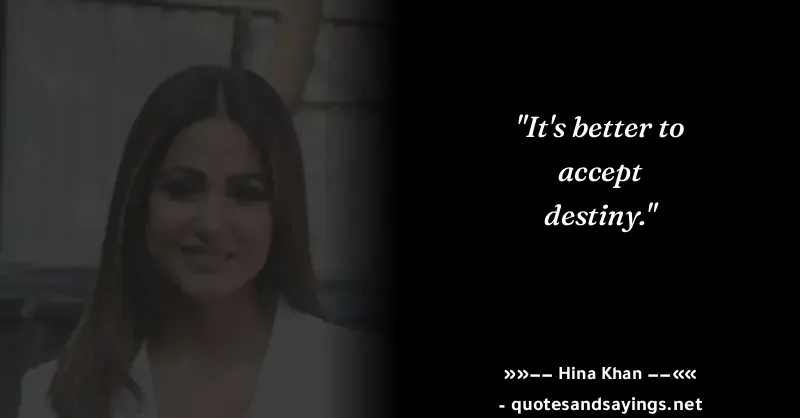 "It's better to
accept
destiny."
»»–– Hina Khan ––««
- quotesandsayings.net